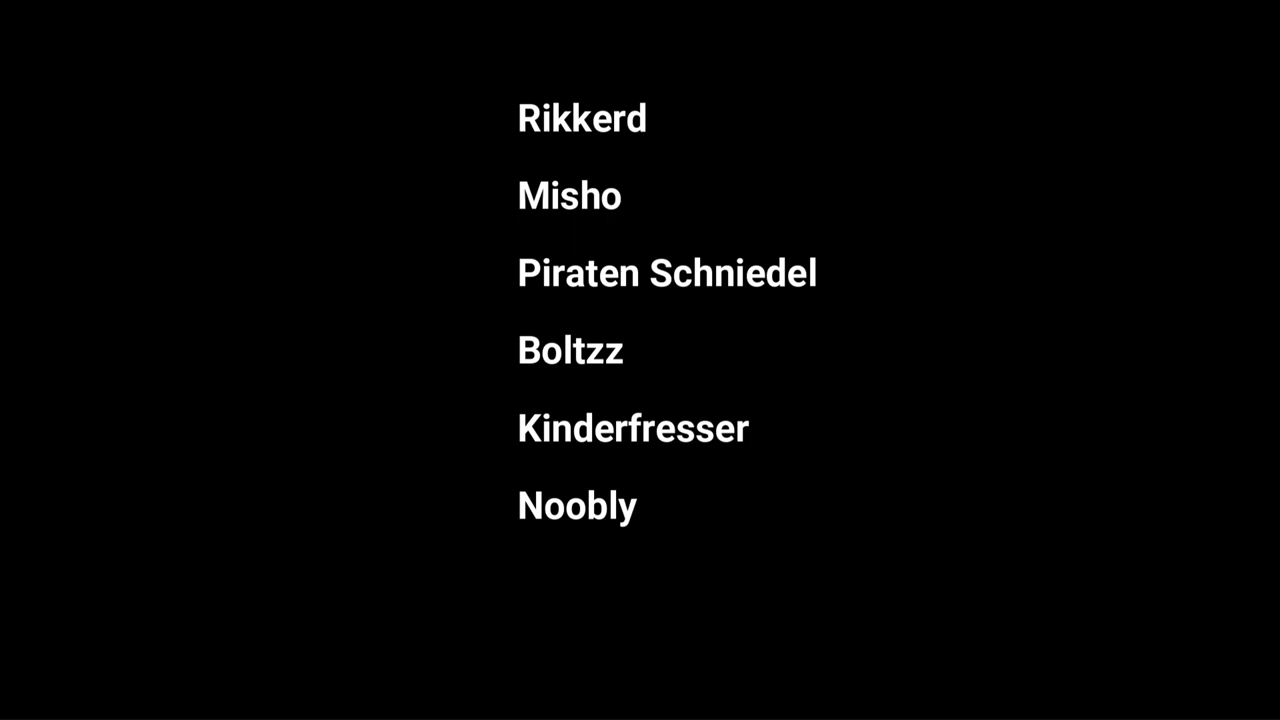 Rikkerd
Misho
Piraten Schniedel
Boltzz
Kinderfresser
Noobly